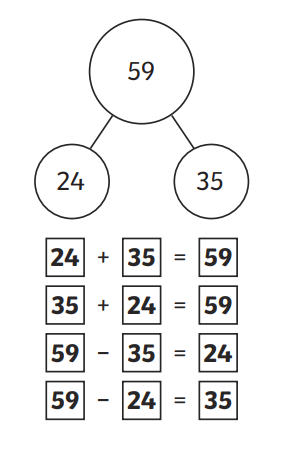 59
24 35
24 + 35 = 59
35 + 24 = 59
59 − 35 = 24
59 − 24 = 35